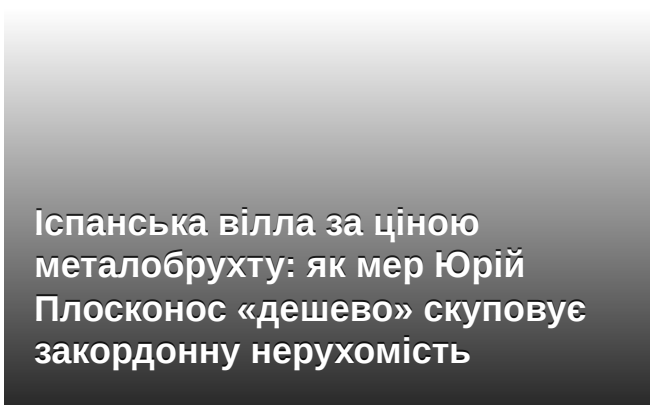 Іспанська вілла за ціною
металобрухту: як мер Юрій
Плосконос «дешево» скуповує
закордонну нерухомість